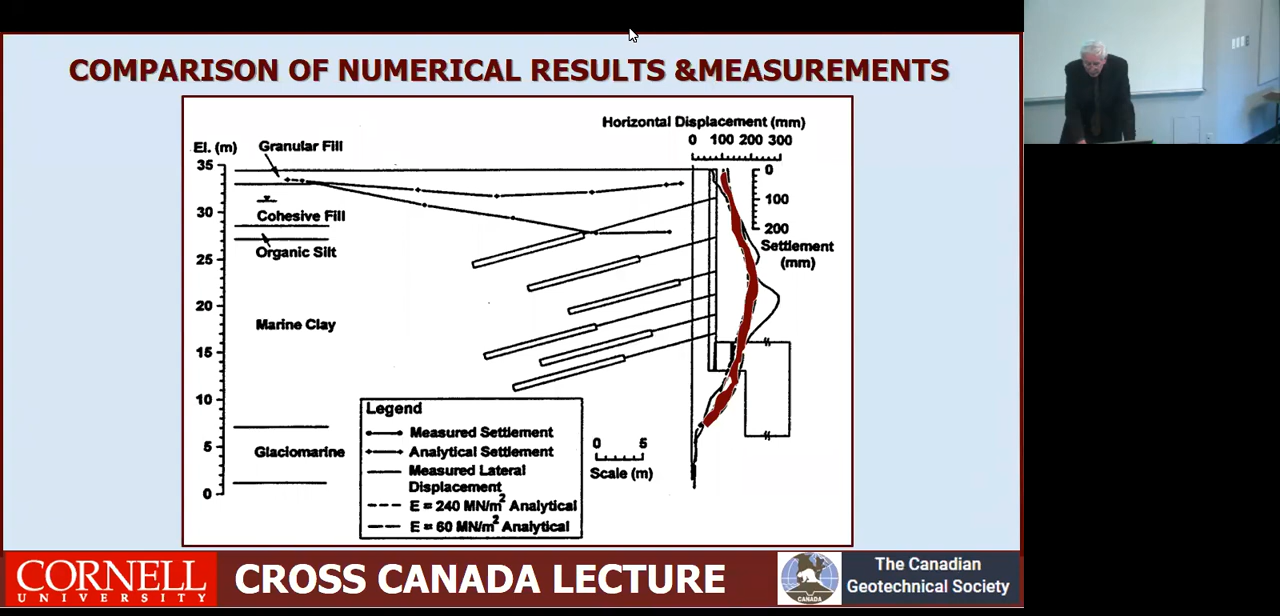 COMPARISON OF NUMERICAL RESULTS &MEASUREMENTS
Horizontal Displacement (mm)
0 100 200 300
El. (m)
Granular Fill
35
0
100
30
Cohesive Fill
200
Settlement
(mm)
Organic Silt
25
20
Marine Clay
15
10
Legend
Measured Settlement
Analytical Settlement
Measured Lateral
Displacement
E = 240 MN/m² Analytical
E = 60 MN/m² Analytical
0 5
Scale (m)
5
Glaciomarine
0
CORNELL
UNIVERSITY
CROSS CANADA LECTURE
CANADA
The Canadian
Geotechnical Society